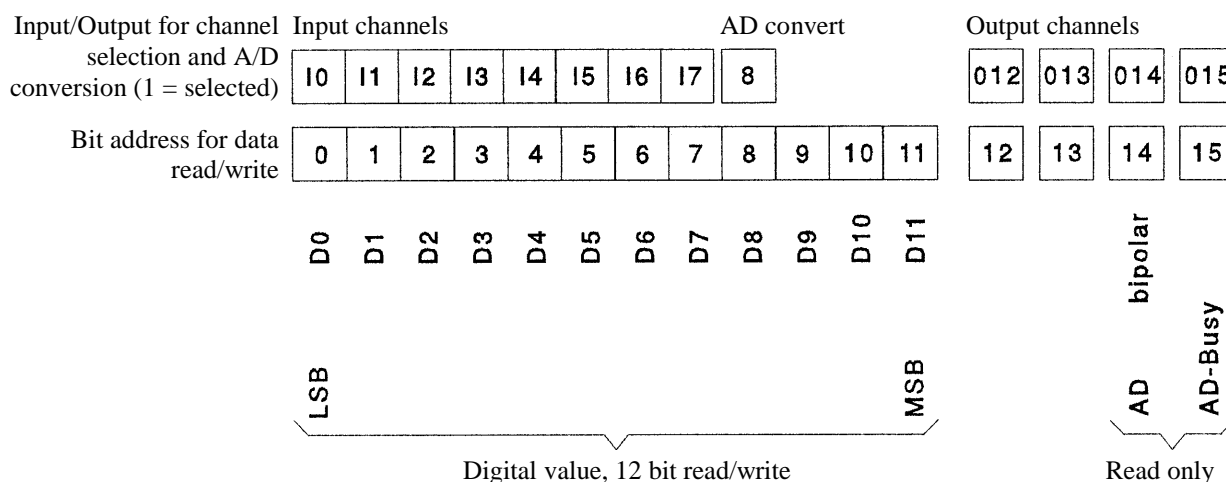 Input/Output for channel
selection and A/D
conversion (1 = selected)
Input channels
AD convert
Output channels
I0 I1 I2 I3 I4 I5 I6 I7 8 012 013 014 015
Bit address for data
read/write
0 1 2 3 4 5 6 7 8 9 10 11 12 13 14 15
D0 D1 D2 D3 D4 D5 D6 D7 D8 D9 D10 D11
LSB
MSB
AD bipolar
AD-Busy
Digital value, 12 bit read/write
Read only